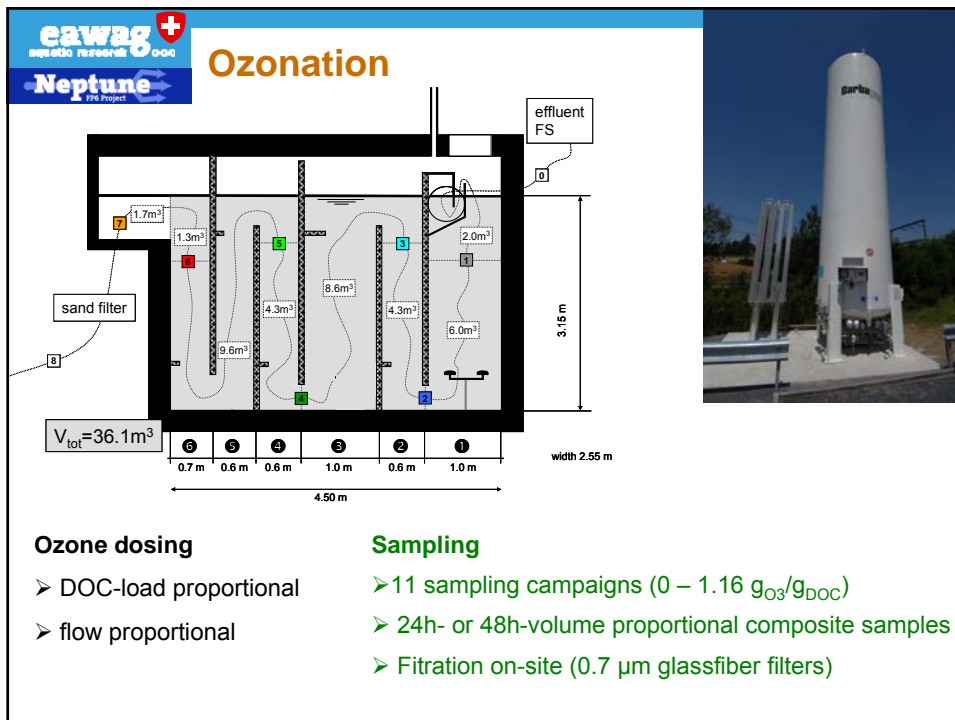 eawag
aquatic research
Neptune
FP6 Project
Ozonation
Carba
effluent
FS
0
1.7m³
7
1.3m³
6
5
3
2.0m³
1
8.6m³
sand filter
4.3m³
4.3m³
6.0m³
9.6m³
8
4
2
3.15 m
Vtot=36.1m³
❻ ❺ ❹ ❸ ❷ ❶
0.7 m 0.6 m 0.6 m 1.0 m 0.6 m 1.0 m
width 2.55 m
4.50 m
Ozone dosing
➢ DOC-load proportional
➢ flow proportional
Sampling
➢11 sampling campaigns (0 – 1.16 gO3/gDOC)
➢ 24h- or 48h-volume proportional composite samples
➢ Fitration on-site (0.7 µm glassfiber filters)